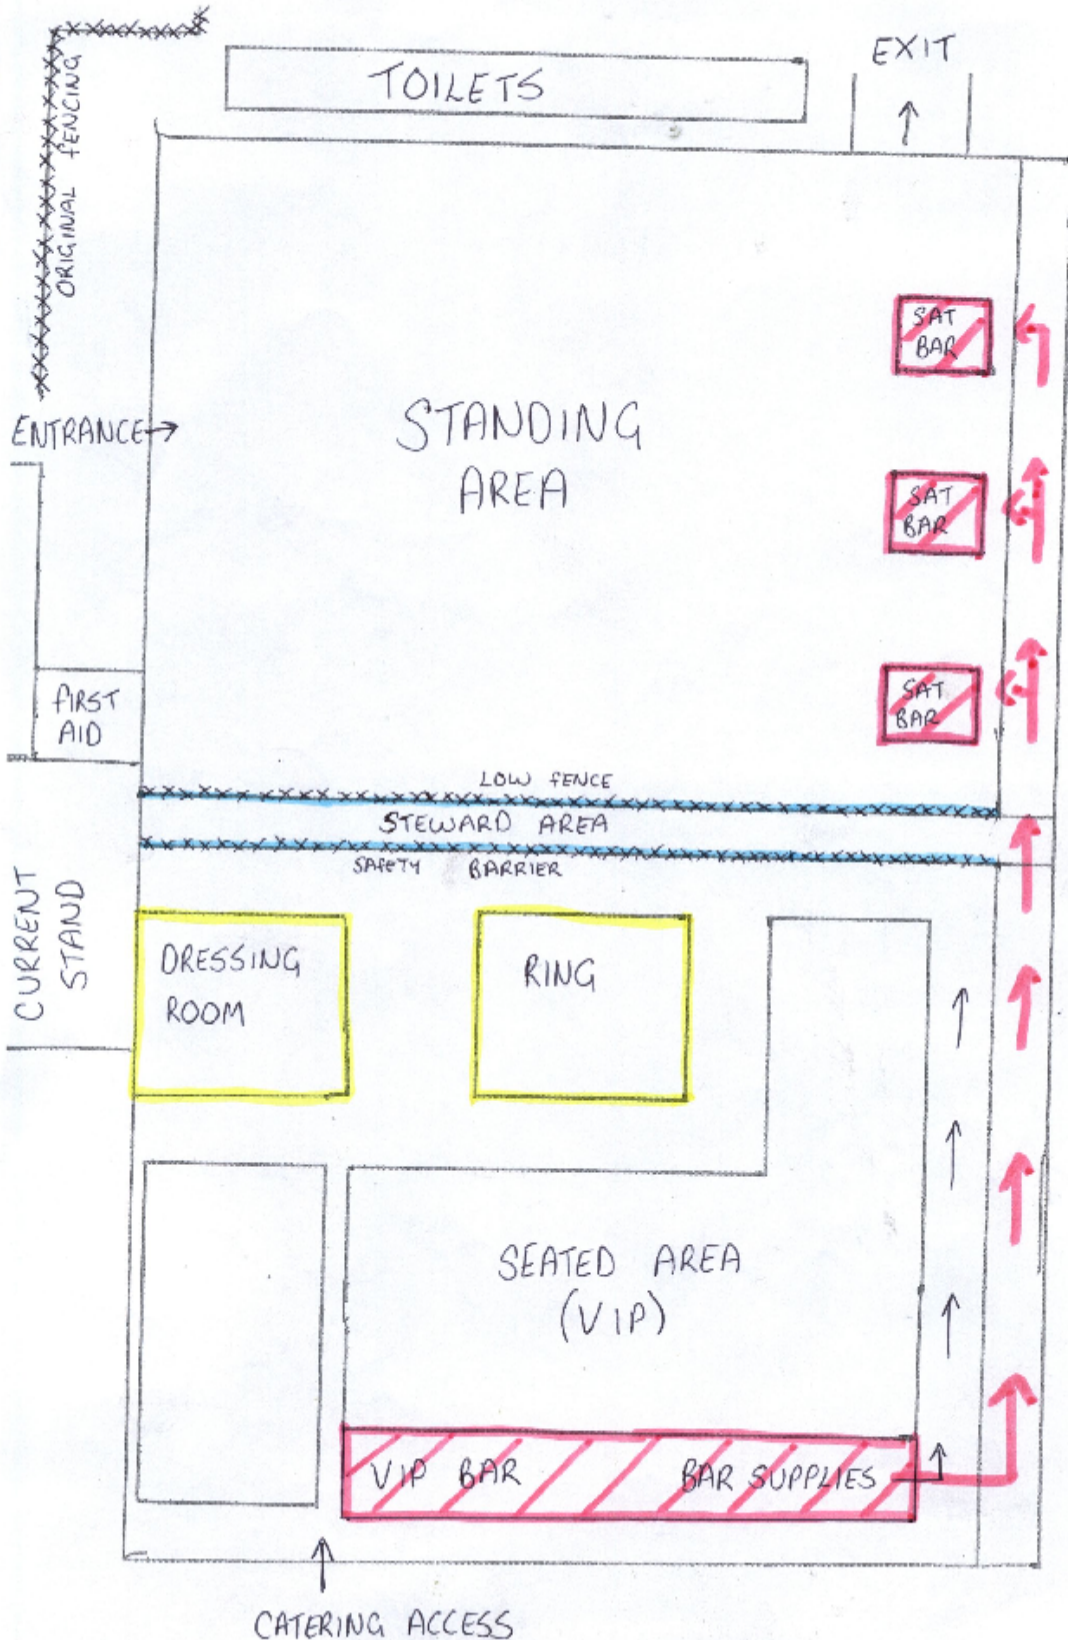 TOILETS
EXIT
ORIGINAL FENCING
SAT
BAR
ENTRANCE
STANDING
AREA
SAT
BAR
FIRST
AID
SAT
BAR
LOW FENCE
STEWARD AREA
SAFETY BARRIER
CURRENT
STAND
DRESSING
ROOM
RING
SEATED AREA
(VIP)
VIP BAR BAR SUPPLIES
CATERING ACCESS